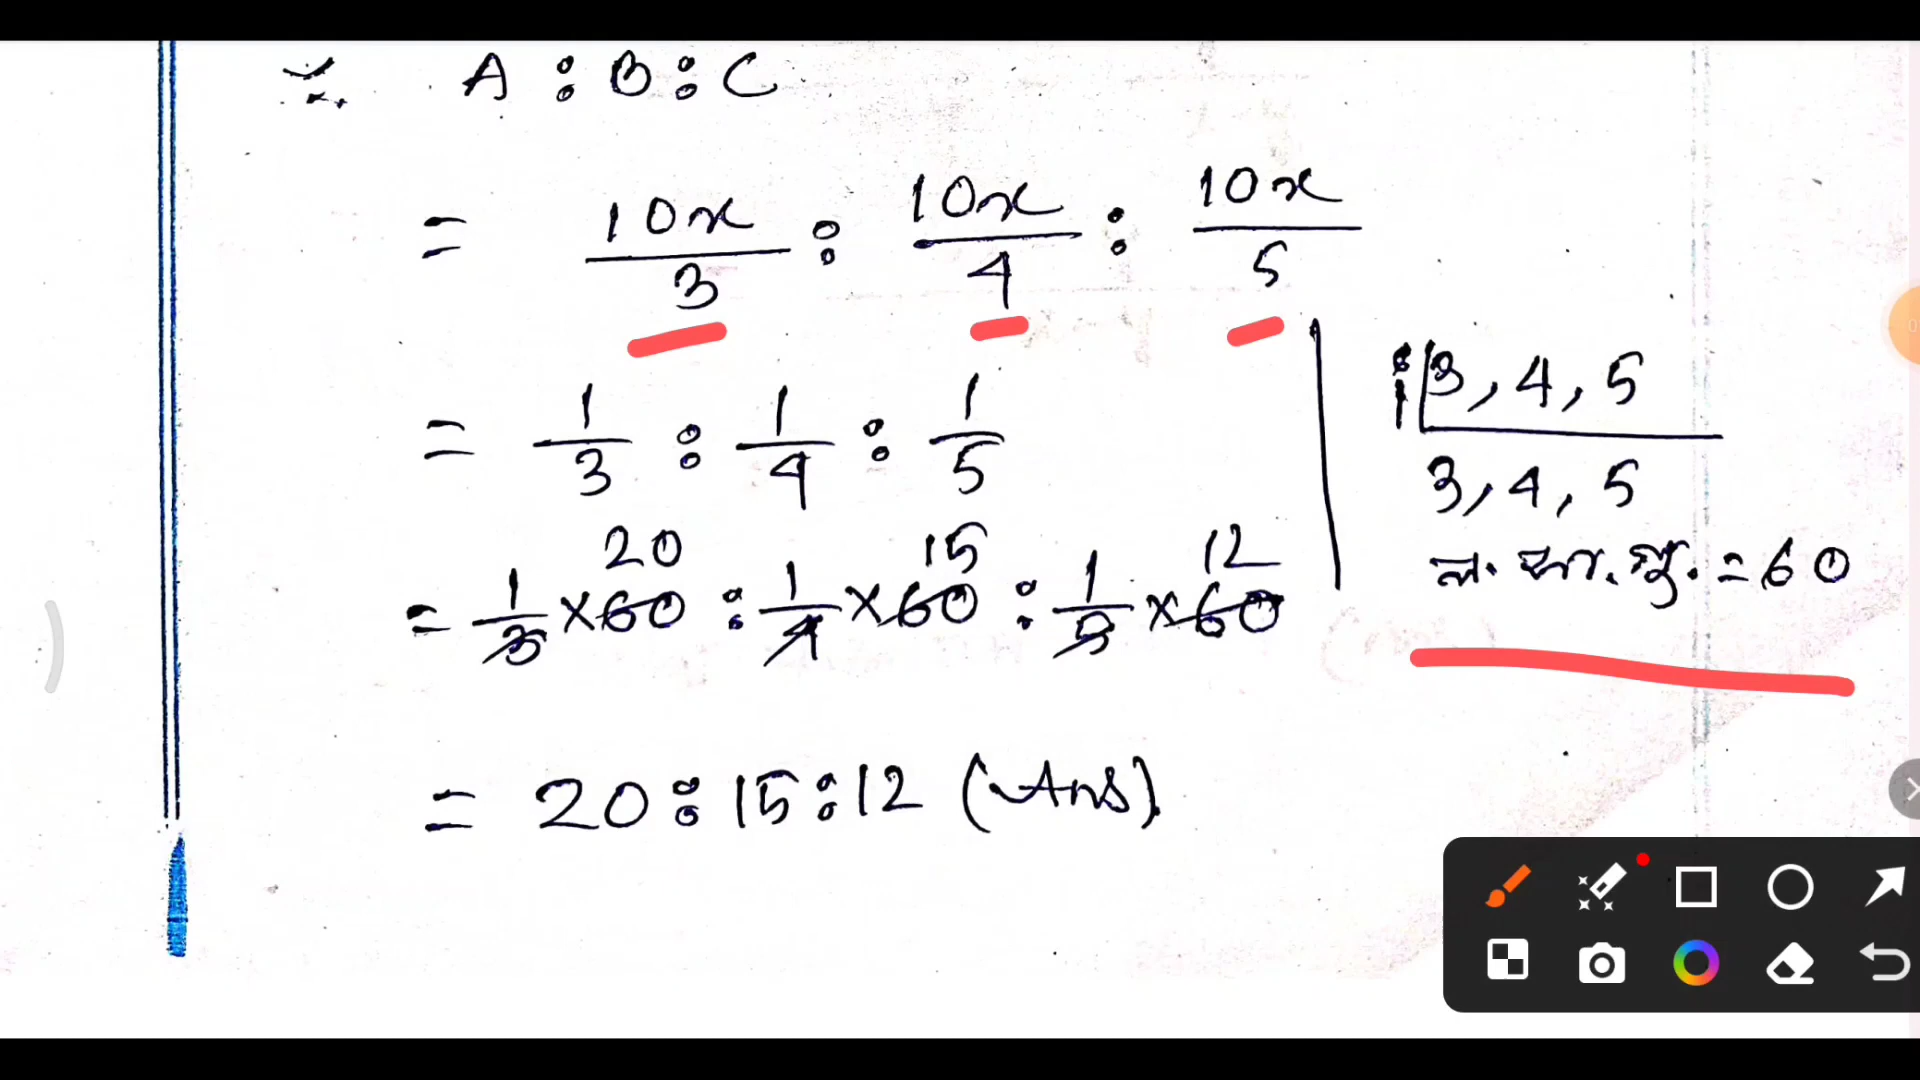 ∴ A : B : C
= 10x/3 : 10x/4 : 10x/5
= 1/3 : 1/4 : 1/5
1|3, 4, 5
3, 4, 5
ল. সা. গু. = 60
20 15 12
= 1/3 × 60 : 1/4 × 60 : 1/5 × 60
= 20 : 15 : 12 (Ans).